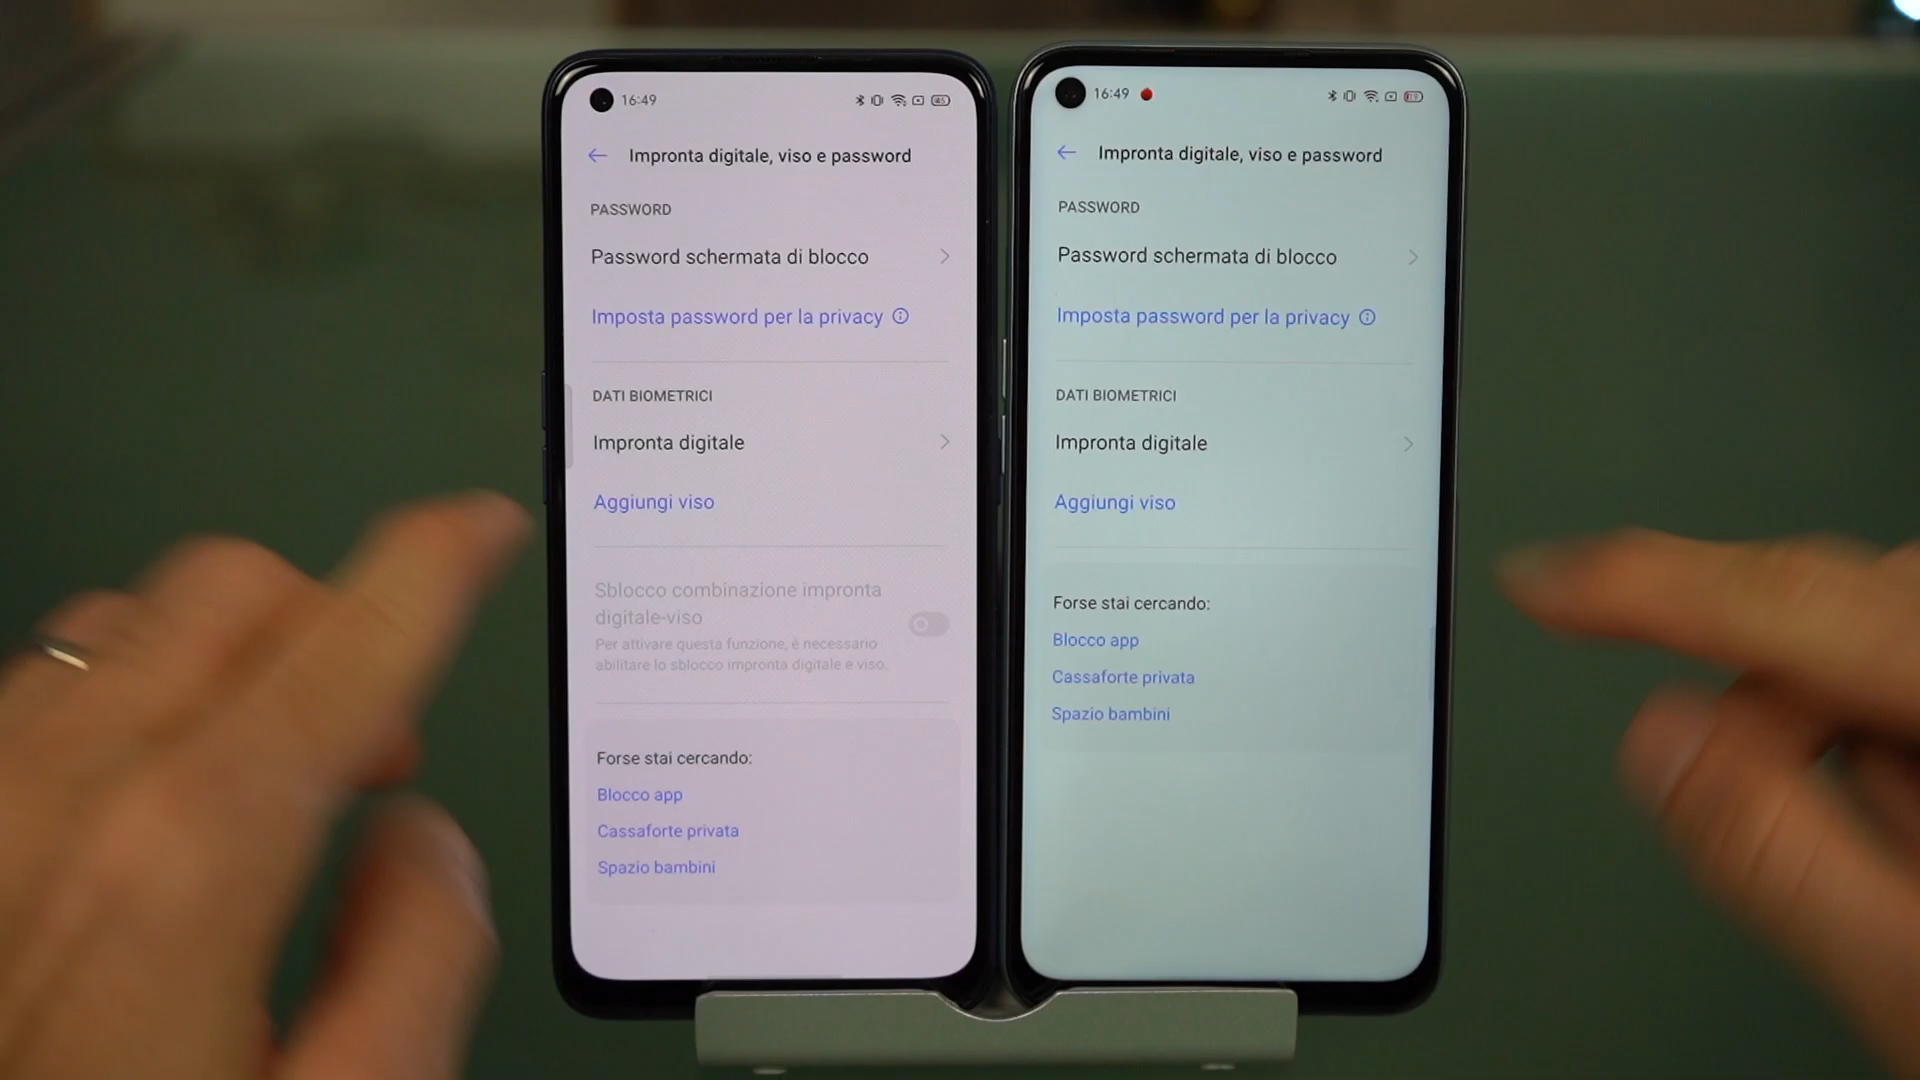 16:49
Impronta digitale, viso e password
PASSWORD
Password schermata di blocco
Imposta password per la privacy
DATI BIOMETRICI
Impronta digitale
Aggiungi viso
Sblocco combinazione impronta
digitale-viso
Per attivare questa funzione, è necessario
abilitare lo sblocco impronta digitale e viso.
Forse stai cercando:
Blocco app
Cassaforte privata
Spazio bambini
16:49
Impronta digitale, viso e password
PASSWORD
Password schermata di blocco
Imposta password per la privacy
DATI BIOMETRICI
Impronta digitale
Aggiungi viso
Forse stai cercando:
Blocco app
Cassaforte privata
Spazio bambini